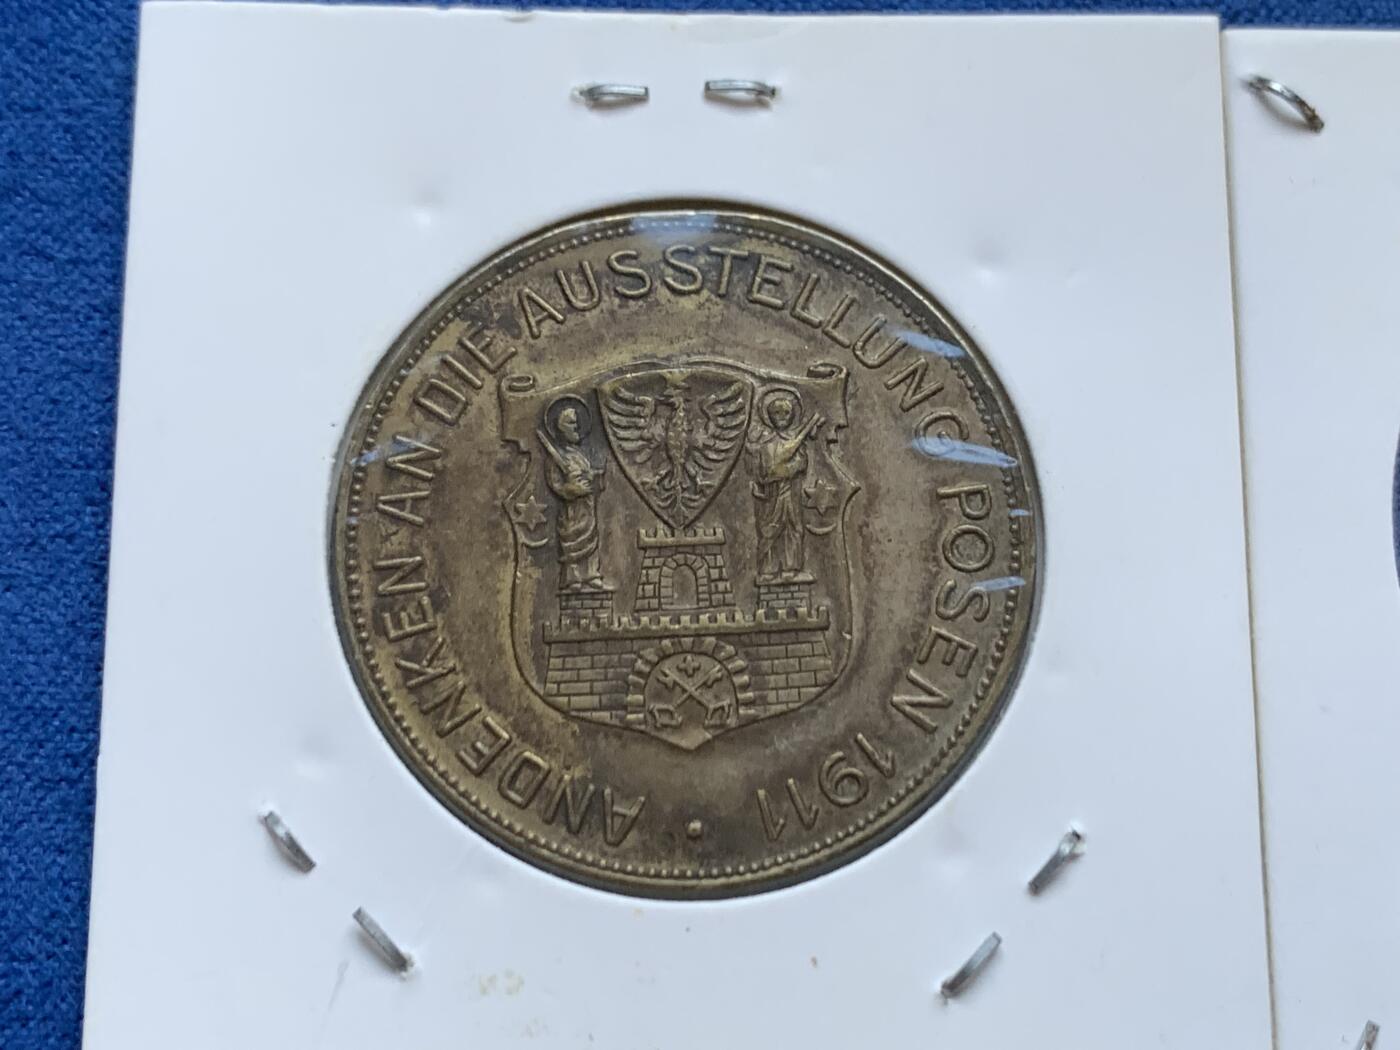 ANDENKEN AN DIE AUSSTELLUNG POSEN 1911